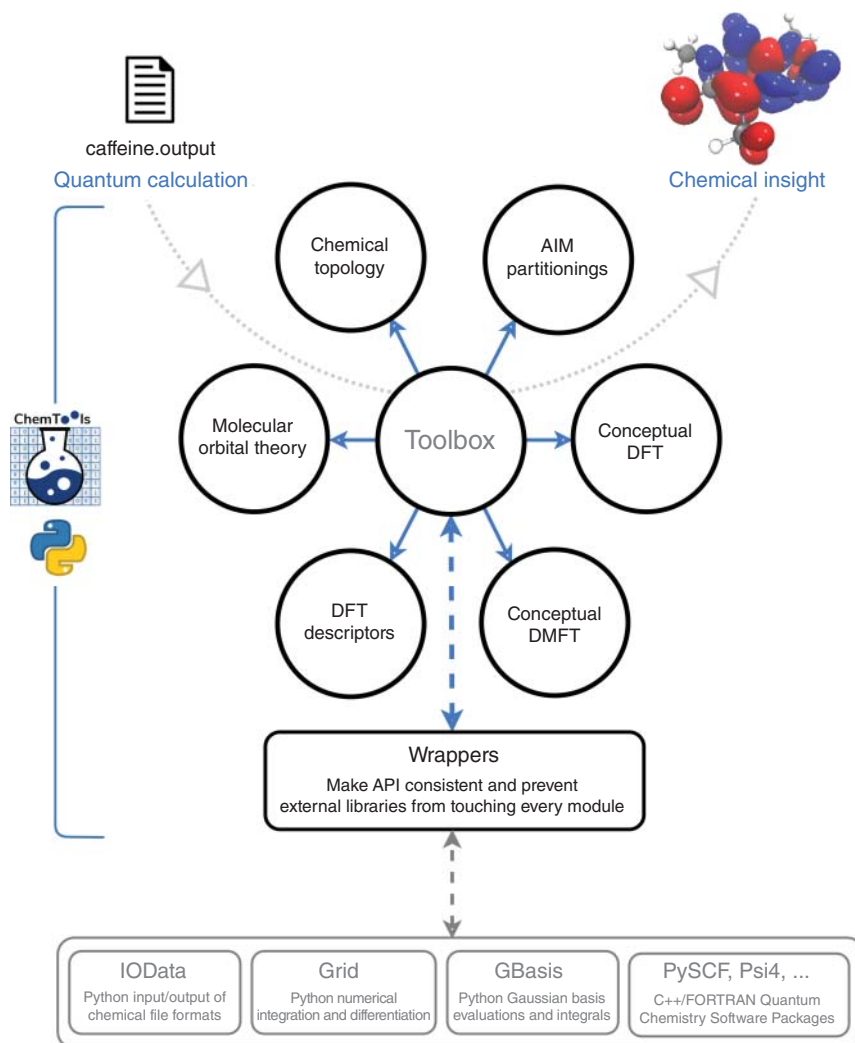 caffeine.output
Quantum calculation
Chemical insight
Chemical
topology
AIM
partitionings
ChemTools
Molecular
orbital theory
Toolbox
Conceptual
DFT
DFT
descriptors
Conceptual
DMFT
Wrappers
Make API consistent and prevent
external libraries from touching every module
IOData
Python input/output of
chemical file formats
Grid
Python numerical
integration and differentiation
GBasis
Python Gaussian basis
evaluations and integrals
PySCF, Psi4, ...
C++/FORTRAN Quantum
Chemistry Software Packages